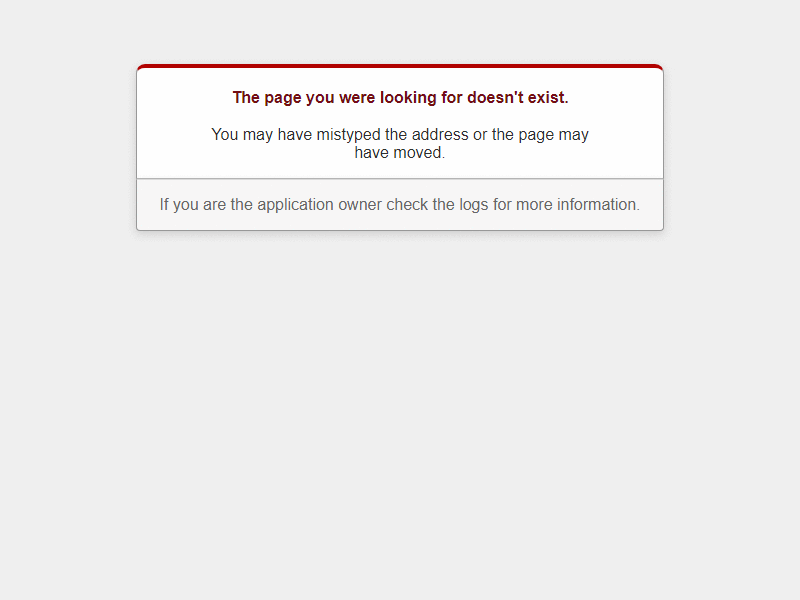 The page you were looking for doesn't exist.
You may have mistyped the address or the page may
have moved.
If you are the application owner check the logs for more information.